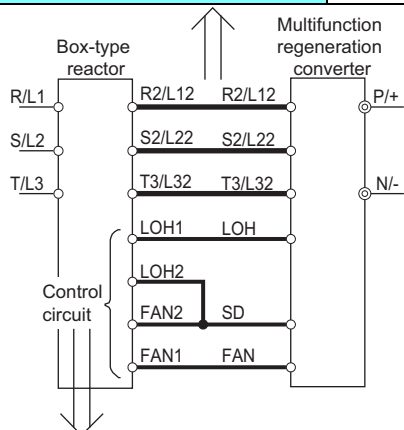 Box-type
reactor
Multifunction
regeneration
converter
R/L1 R2/L12 R2/L12 P/+
S/L2 S2/L22 S2/L22
T/L3 T3/L32 T3/L32 N/-
LOH1 LOH
LOH2
Control
circuit
FAN2 SD
FAN1 FAN